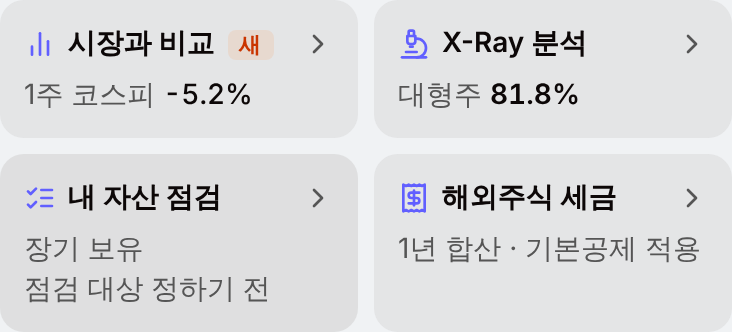 시장과 비교 새
1주 코스피 -5.2%
X-Ray 분석
대형주 81.8%
내 자산 점검
장기 보유
점검 대상 정하기 전
해외주식 세금
1년 합산 · 기본공제 적용